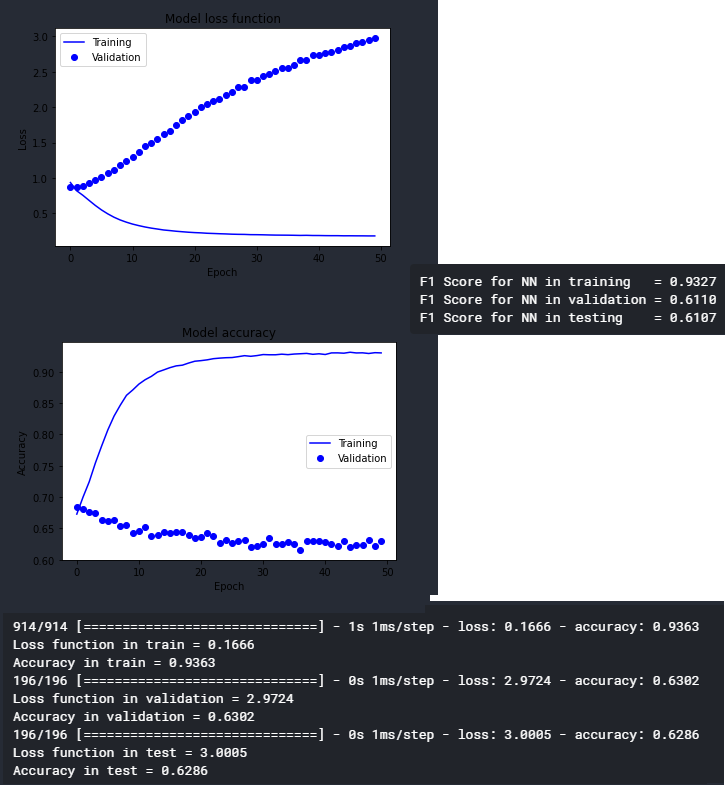 Model loss function
3.0
2.5
2.0
1.5
1.0
0.5
Loss
Training
Validation
0 10 20 30 40 50
Epoch
F1 Score for NN in training = 0.9327
F1 Score for NN in validation = 0.6110
F1 Score for NN in testing = 0.6107
Model accuracy
0.90
0.85
0.80
0.75
0.70
0.65
0.60
Accuracy
Training
Validation
0 10 20 30 40 50
Epoch
914/914 [==============================] - 1s 1ms/step - loss: 0.1666 - accuracy: 0.9363
Loss function in train = 0.1666
Accuracy in train = 0.9363
196/196 [==============================] - 0s 1ms/step - loss: 2.9724 - accuracy: 0.6302
Loss function in validation = 2.9724
Accuracy in validation = 0.6302
196/196 [==============================] - 0s 1ms/step - loss: 3.0005 - accuracy: 0.6286
Loss function in test = 3.0005
Accuracy in test = 0.6286